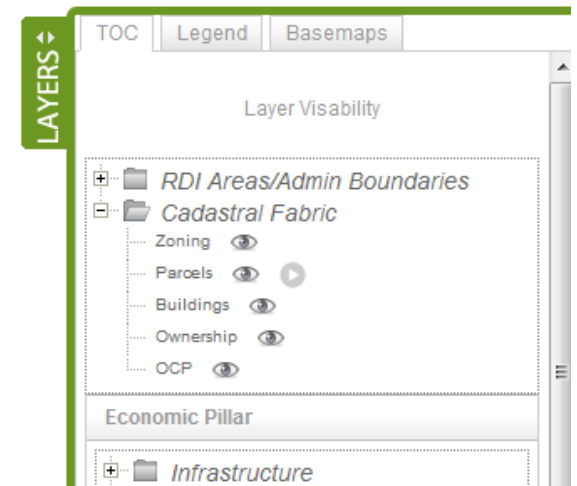 LAYERS
TOC Legend Basemaps
Layer Visability
RDI Areas/Admin Boundaries
Cadastral Fabric
Zoning
Parcels
Buildings
Ownership
OCP
Economic Pillar
Infrastructure